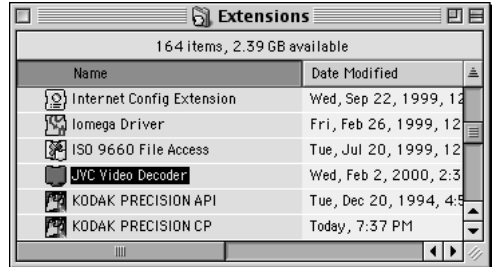 Extensions
164 items, 2.39 GB available
Name Date Modified
Internet Config Extension Wed, Sep 22, 1999, 12
Iomega Driver Fri, Feb 26, 1999, 12
ISO 9660 File Access Tue, Jul 20, 1999, 12
JVC Video Decoder Wed, Feb 2, 2000, 2:3
KODAK PRECISION API Tue, Dec 20, 1994, 4:5
KODAK PRECISION CP Today, 7:37 PM